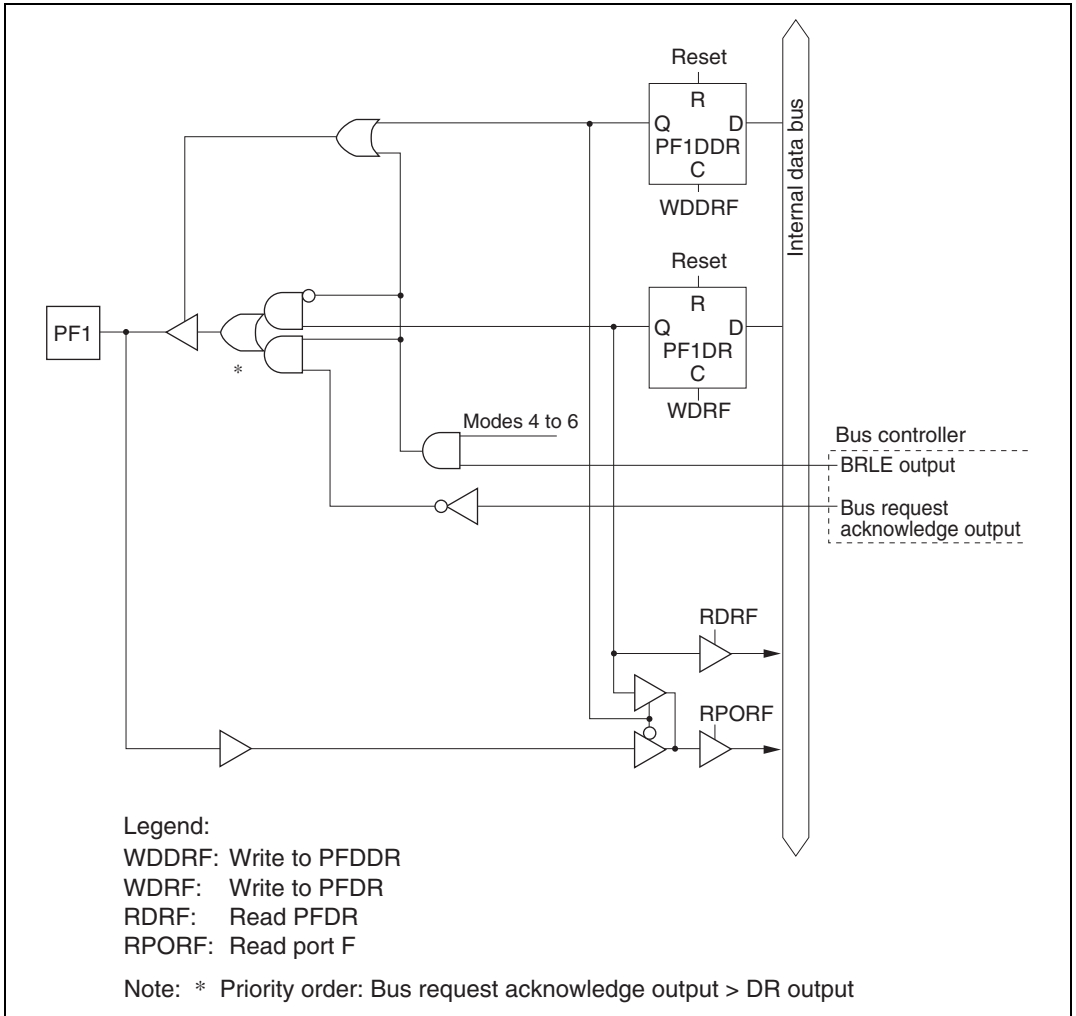 Reset
R
Q D
PF1DDR
C
WDDRF
Internal data bus
Reset
R
Q D
PF1DR
C
WDRF
PF1
*
Modes 4 to 6
Bus controller
BRLE output
Bus request
acknowledge output
RDRF
RPORF
Legend:
WDDRF: Write to PFDDR
WDRF: Write to PFDR
RDRF: Read PFDR
RPORF: Read port F
Note: * Priority order: Bus request acknowledge output > DR output